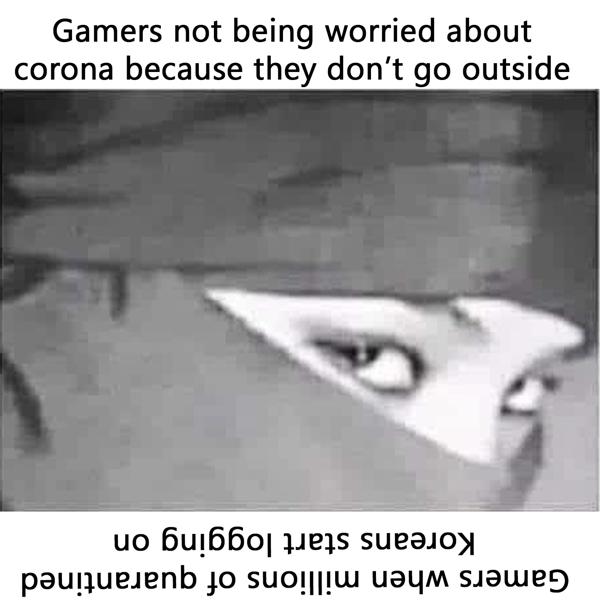 Gamers not being worried about
corona because they don't go outside
Gamers when millions of quarantined
Koreans start logging on